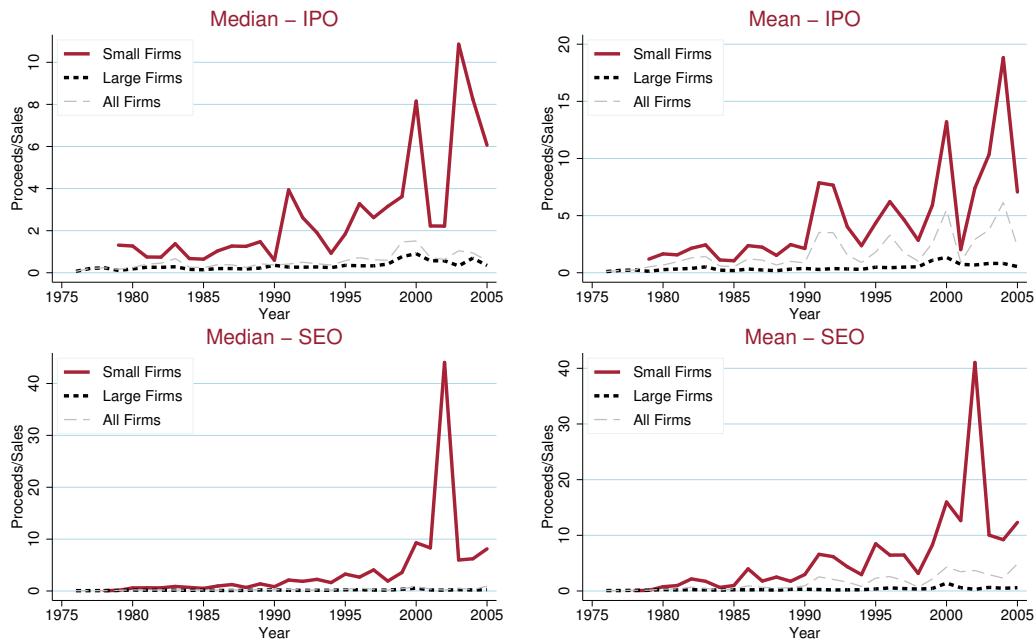 Median – IPO
Proceeds/Sales
10
8
6
4
2
0
Small Firms
Large Firms
All Firms
1975 1980 1985 1990 1995 2000 2005
Year
Mean – IPO
Proceeds/Sales
20
15
10
5
0
Small Firms
Large Firms
All Firms
1975 1980 1985 1990 1995 2000 2005
Year
Median – SEO
Proceeds/Sales
40
30
20
10
0
Small Firms
Large Firms
All Firms
1975 1980 1985 1990 1995 2000 2005
Year
Mean – SEO
Proceeds/Sales
40
30
20
10
0
Small Firms
Large Firms
All Firms
1975 1980 1985 1990 1995 2000 2005
Year